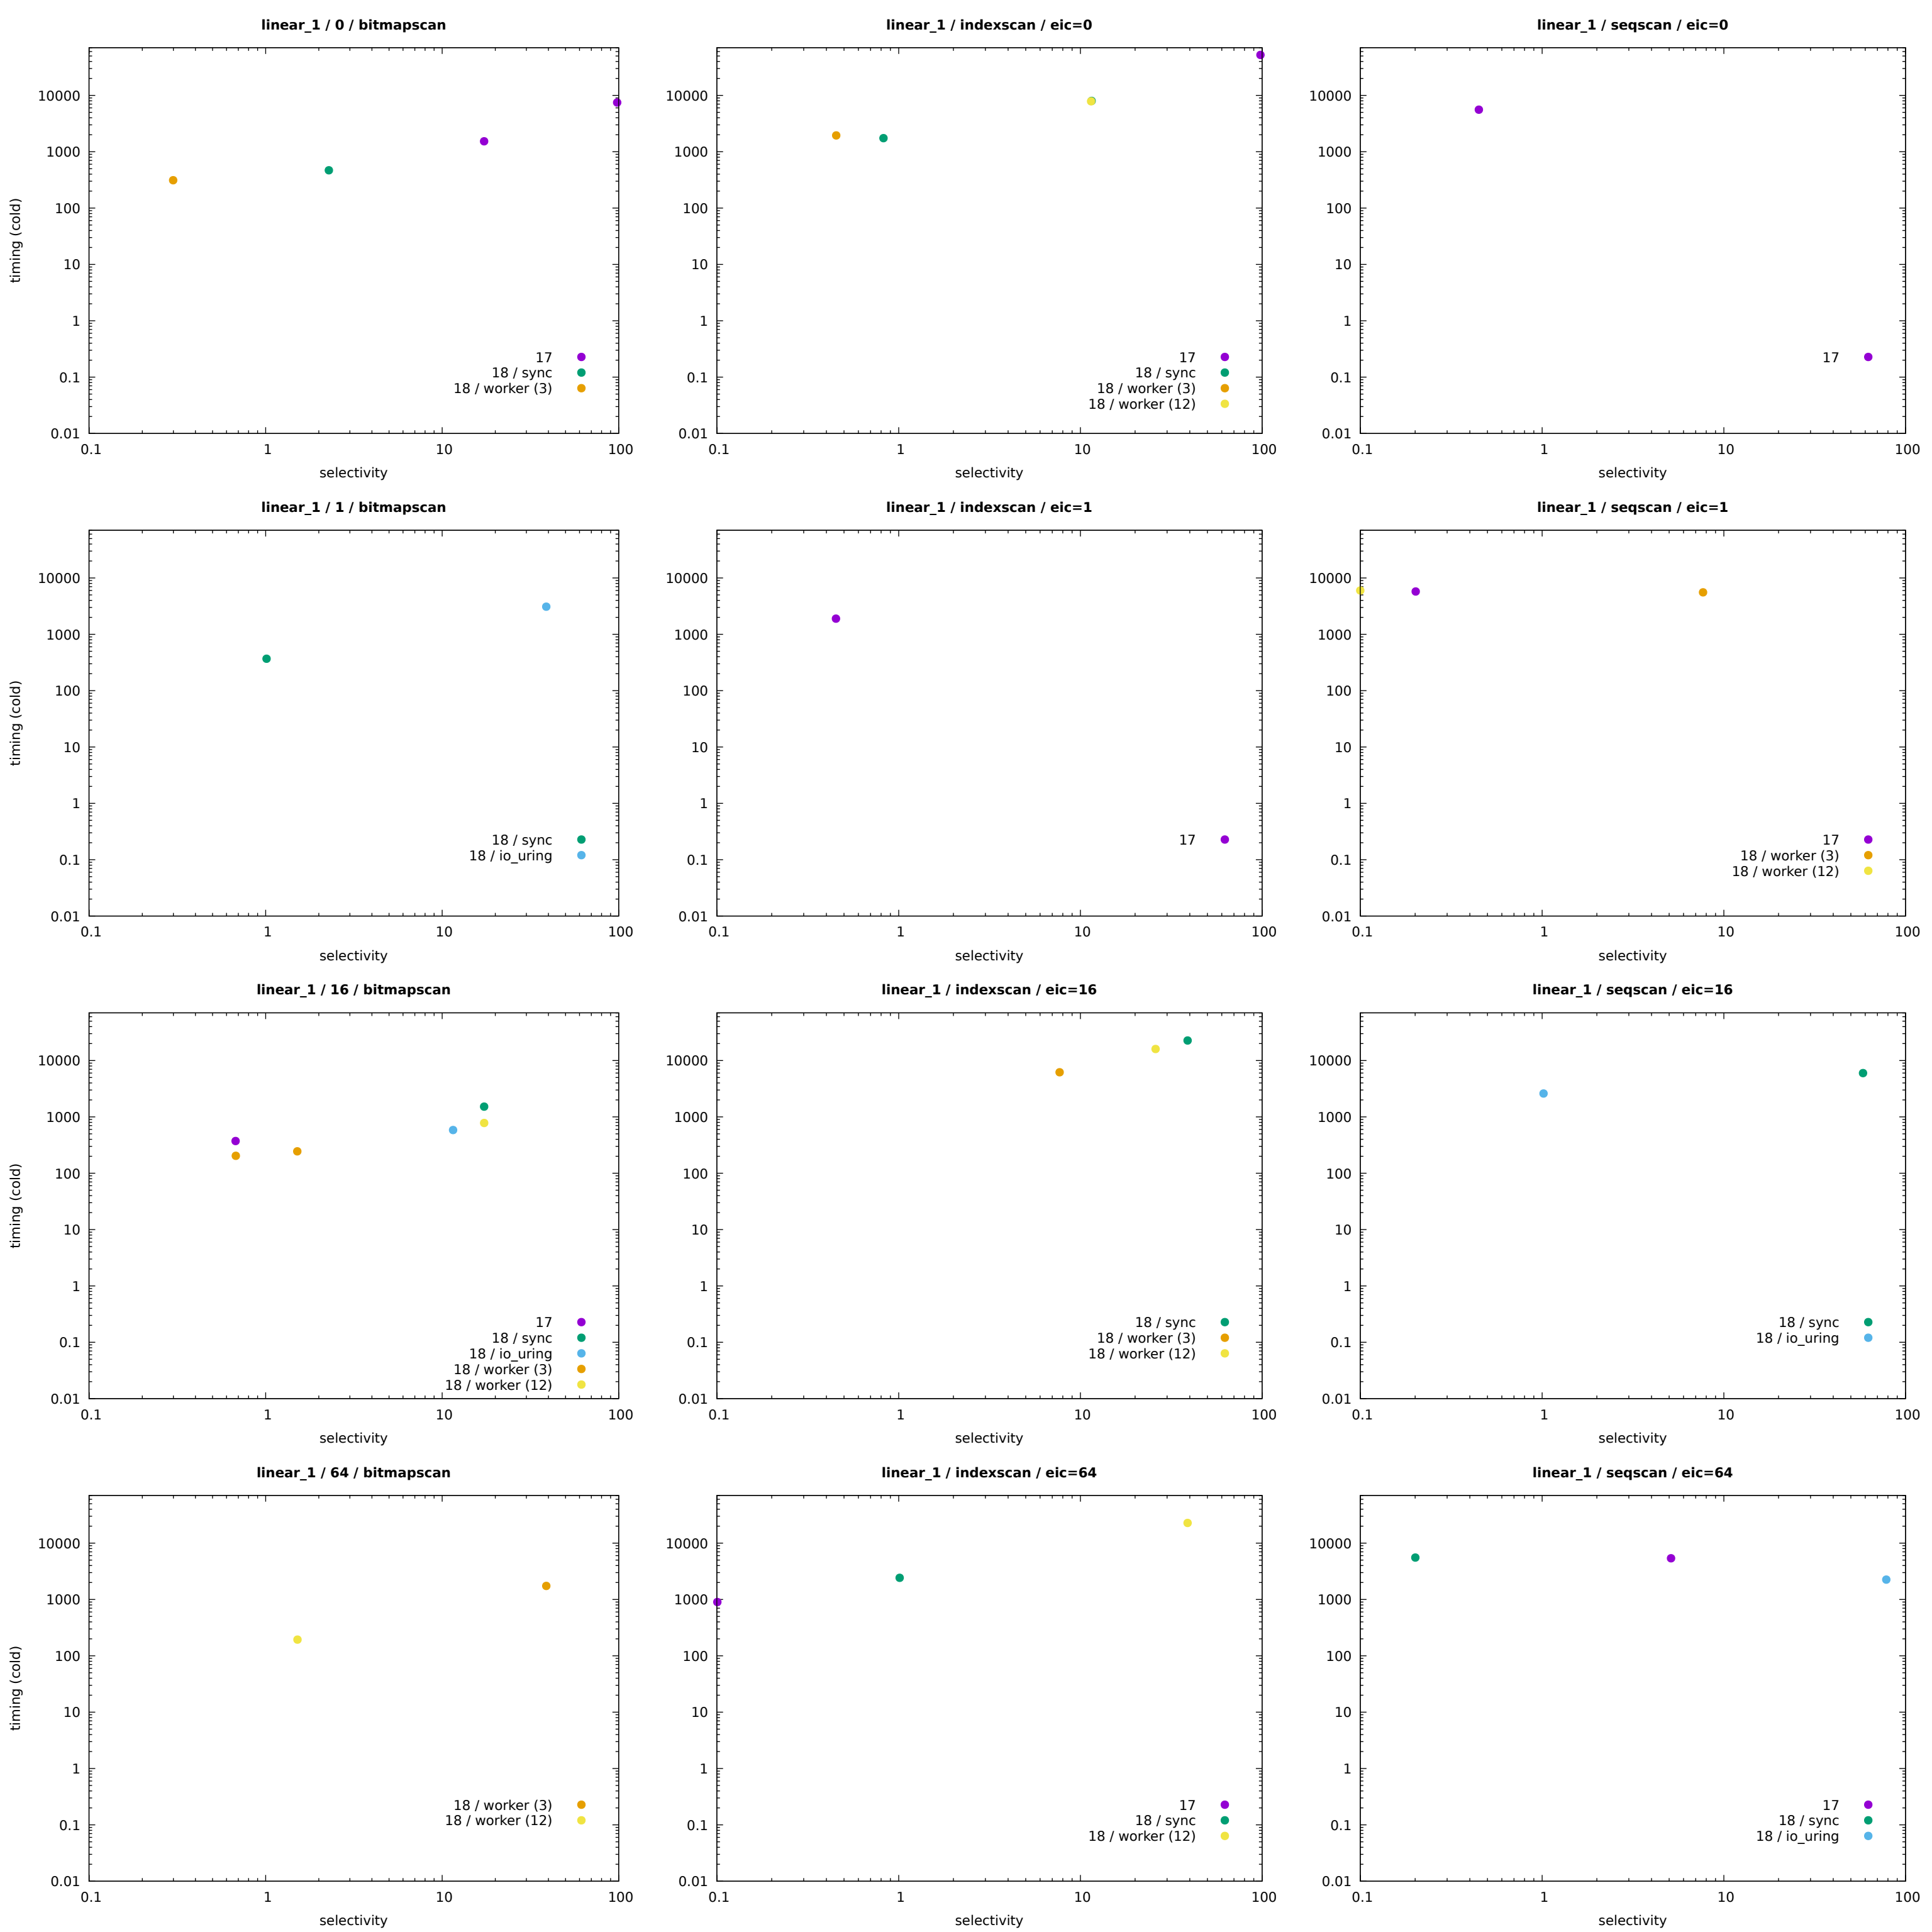 linear_1 / 0 / bitmapscan
timing (cold)
10000
1000
100
10
1
0.1
0.01
17
18 / sync
18 / worker (3)
0.1 1 10 100
selectivity
linear_1 / indexscan / eic=0
10000
1000
100
10
1
0.1
0.01
17
18 / sync
18 / worker (3)
18 / worker (12)
0.1 1 10 100
selectivity
linear_1 / seqscan / eic=0
10000
1000
100
10
1
0.1
0.01
17
0.1 1 10 100
selectivity
linear_1 / 1 / bitmapscan
timing (cold)
10000
1000
100
10
1
0.1
0.01
18 / sync
18 / io_uring
0.1 1 10 100
selectivity
linear_1 / indexscan / eic=1
10000
1000
100
10
1
0.1
0.01
17
0.1 1 10 100
selectivity
linear_1 / seqscan / eic=1
10000
1000
100
10
1
0.1
0.01
17
18 / worker (3)
18 / worker (12)
0.1 1 10 100
selectivity
linear_1 / 16 / bitmapscan
timing (cold)
10000
1000
100
10
1
0.1
0.01
17
18 / sync
18 / io_uring
18 / worker (3)
18 / worker (12)
0.1 1 10 100
selectivity
linear_1 / indexscan / eic=16
10000
1000
100
10
1
0.1
0.01
18 / sync
18 / worker (3)
18 / worker (12)
0.1 1 10 100
selectivity
linear_1 / seqscan / eic=16
10000
1000
100
10
1
0.1
0.01
18 / sync
18 / io_uring
0.1 1 10 100
selectivity
linear_1 / 64 / bitmapscan
timing (cold)
10000
1000
100
10
1
0.1
0.01
18 / worker (3)
18 / worker (12)
0.1 1 10 100
selectivity
linear_1 / indexscan / eic=64
10000
1000
100
10
1
0.1
0.01
17
18 / sync
18 / worker (12)
0.1 1 10 100
selectivity
linear_1 / seqscan / eic=64
10000
1000
100
10
1
0.1
0.01
17
18 / sync
18 / io_uring
0.1 1 10 100
selectivity